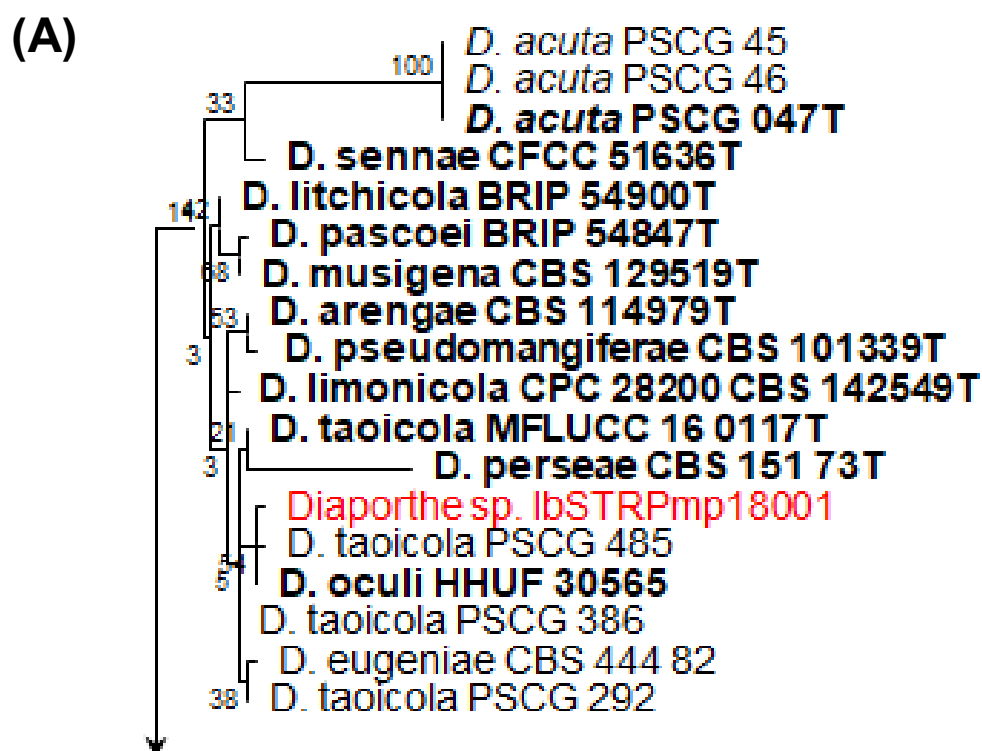 (A)
D. acuta PSCG 45
100
D. acuta PSCG 46
33
D. acuta PSCG 047T
D. sennae CFCC 51636T
D. litchicola BRIP 54900T
42
D. pascoei BRIP 54847T
68
D. musigena CBS 129519T
53
D. arengae CBS 114979T
3
D. pseudomangiferae CBS 101339T
D. limonicola CPC 28200 CBS 142549T
21
D. taoicola MFLUCC 16 0117T
3
D. perseae CBS 151 73T
Diaporthe sp. IbSTRPmp18001
D. taoicola PSCG 485
54
5
D. oculi HHUF 30565
D. taoicola PSCG 386
D. eugeniae CBS 444 82
38
D. taoicola PSCG 292